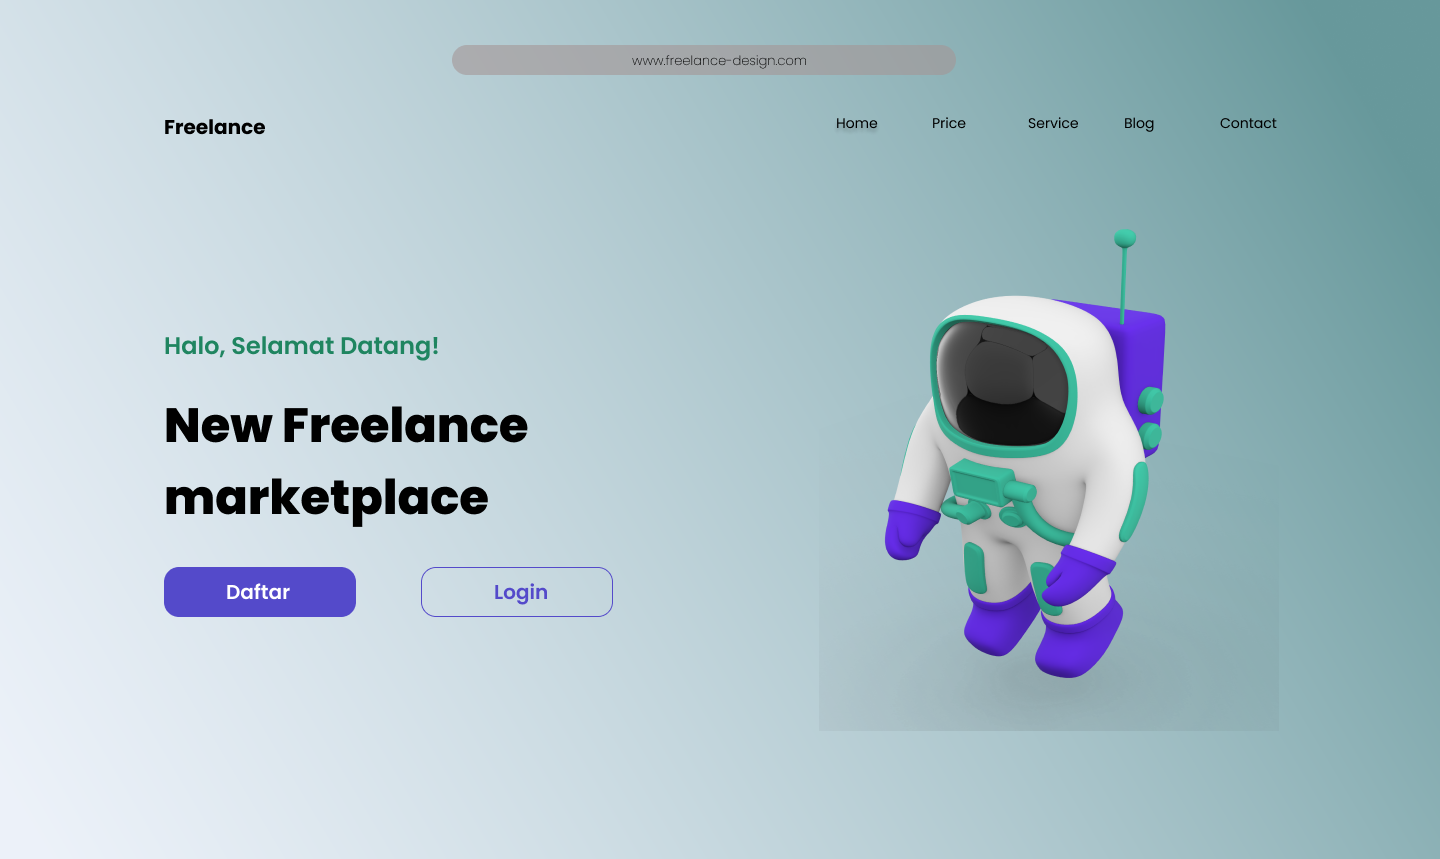 www.freelance-design.com
Freelance
Home
Price
Service
Blog
Contact
Halo, Selamat Datang!
New Freelance
marketplace
Daftar
Login